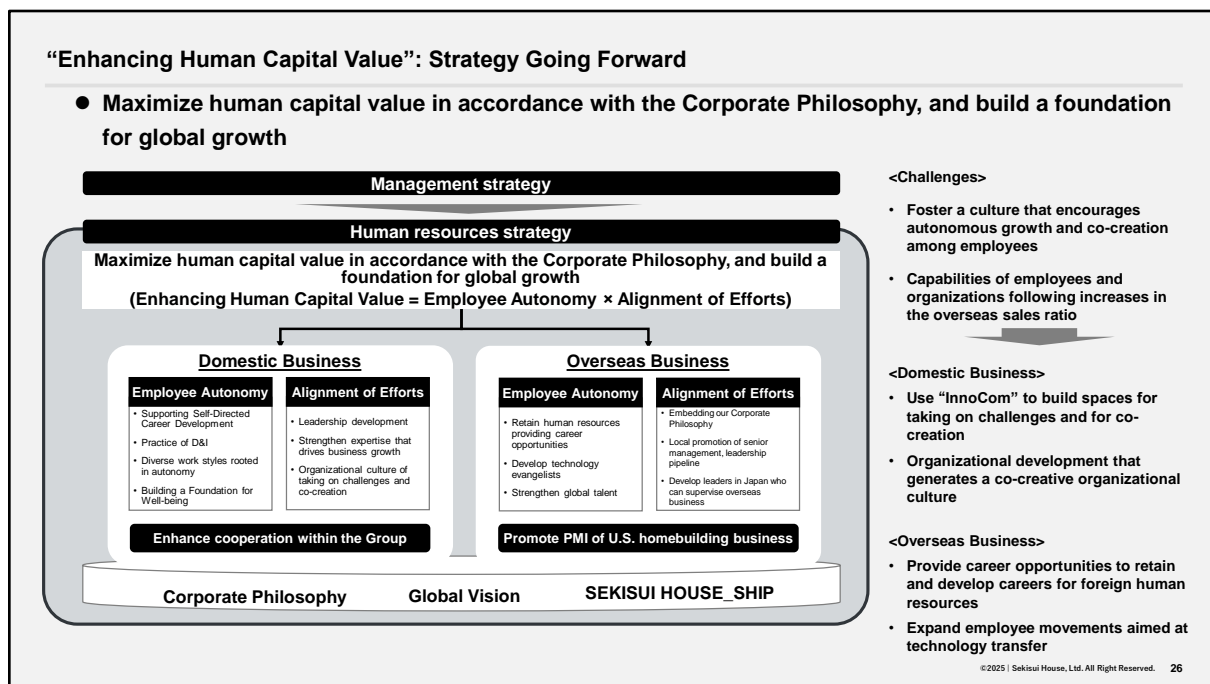 “Enhancing Human Capital Value”: Strategy Going Forward
● Maximize human capital value in accordance with the Corporate Philosophy, and build a foundation
for global growth
Management strategy
Human resources strategy
Maximize human capital value in accordance with the Corporate Philosophy, and build a
foundation for global growth
(Enhancing Human Capital Value = Employee Autonomy × Alignment of Efforts)
Domestic Business
Employee Autonomy
• Supporting Self-Directed
Career Development
• Practice of D&I
• Diverse work styles rooted
in autonomy
• Building a Foundation for
Well-being
Alignment of Efforts
• Leadership development
• Strengthen expertise that
drives business growth
• Organizational culture of
taking on challenges and
co-creation
Enhance cooperation within the Group
Overseas Business
Employee Autonomy
• Retain human resources
providing career
opportunities
• Develop technology
evangelists
• Strengthen global talent
Alignment of Efforts
• Embedding our Corporate
Philosophy
• Local promotion of senior
management, leadership
pipeline
• Develop leaders in Japan who
can supervise overseas
business
Promote PMI of U.S. homebuilding business
Corporate Philosophy
Global Vision
SEKISUI HOUSE_SHIP
<Challenges>
• Foster a culture that encourages
autonomous growth and co-creation
among employees
• Capabilities of employees and
organizations following increases in
the overseas sales ratio
<Domestic Business>
• Use “InnoCom” to build spaces for
taking on challenges and for co-
creation
• Organizational development that
generates a co-creative organizational
culture
<Overseas Business>
• Provide career opportunities to retain
and develop careers for foreign human
resources
• Expand employee movements aimed at
technology transfer
©2025 | Sekisui House, Ltd. All Right Reserved. 26